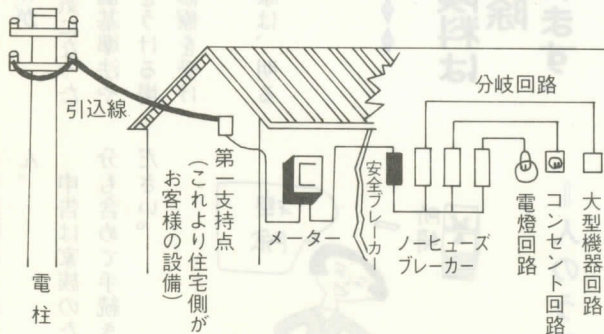 引込線
電柱
第一支持点
（これより住宅側が
お客様の設備）
メーター
安全ブレーカー
ノーヒューズ
ブレーカー
分岐回路
電燈回路
コンセント回路
大型機器回路